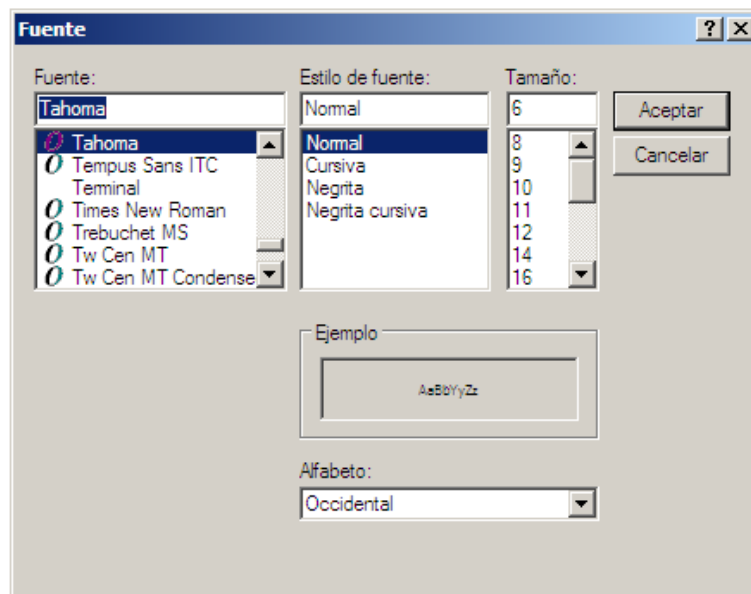 Fuente
Fuente:
Tahoma
Tahoma
Tempus Sans ITC
Terminal
Times New Roman
Trebuchet MS
Tw Cen MT
Tw Cen MT Condense
Estilo de fuente:
Normal
Normal
Cursiva
Negrita
Negrita cursiva
Tamaño:
6
8
9
10
11
12
14
16
Aceptar
Cancelar
Ejemplo
AaBbYyZz
Alfabeto:
Occidental